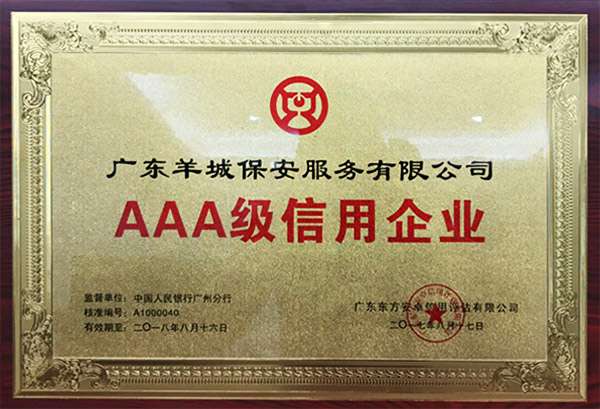 广东羊城保安服务有限公司
AAA级信用企业
监督单位：中国人民银行广州分行
核准编号：A1000040
有效期至：二〇一八年八月十六日
广东东方安卓信用评估有限公司
二〇一七年八月十七日